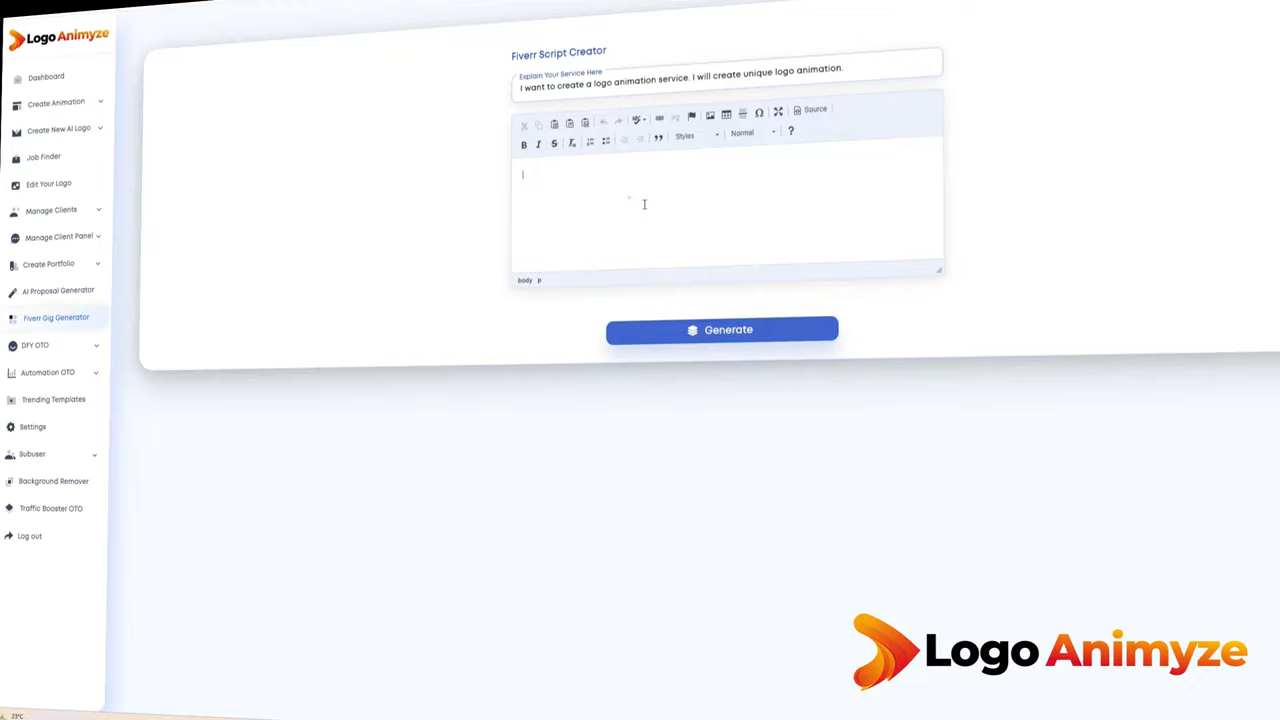 Logo Animyze
Dashboard
Create Animation
Create New AI Logo
Job Finder
Edit Your Logo
Manage Clients
Manage Client Panel
Create Portfolio
AI Proposal Generator
Fiverr Gig Generator
DFY OTO
Automation OTO
Trending Templates
Settings
Subuser
Background Remover
Traffic Booster OTO
Log out
Fiverr Script Creator
Explain Your Service Here
I want to create a logo animation service. I will create unique logo animation.
Source
B I S Styles Normal ?
body p
Generate
Logo Animyze
23°C